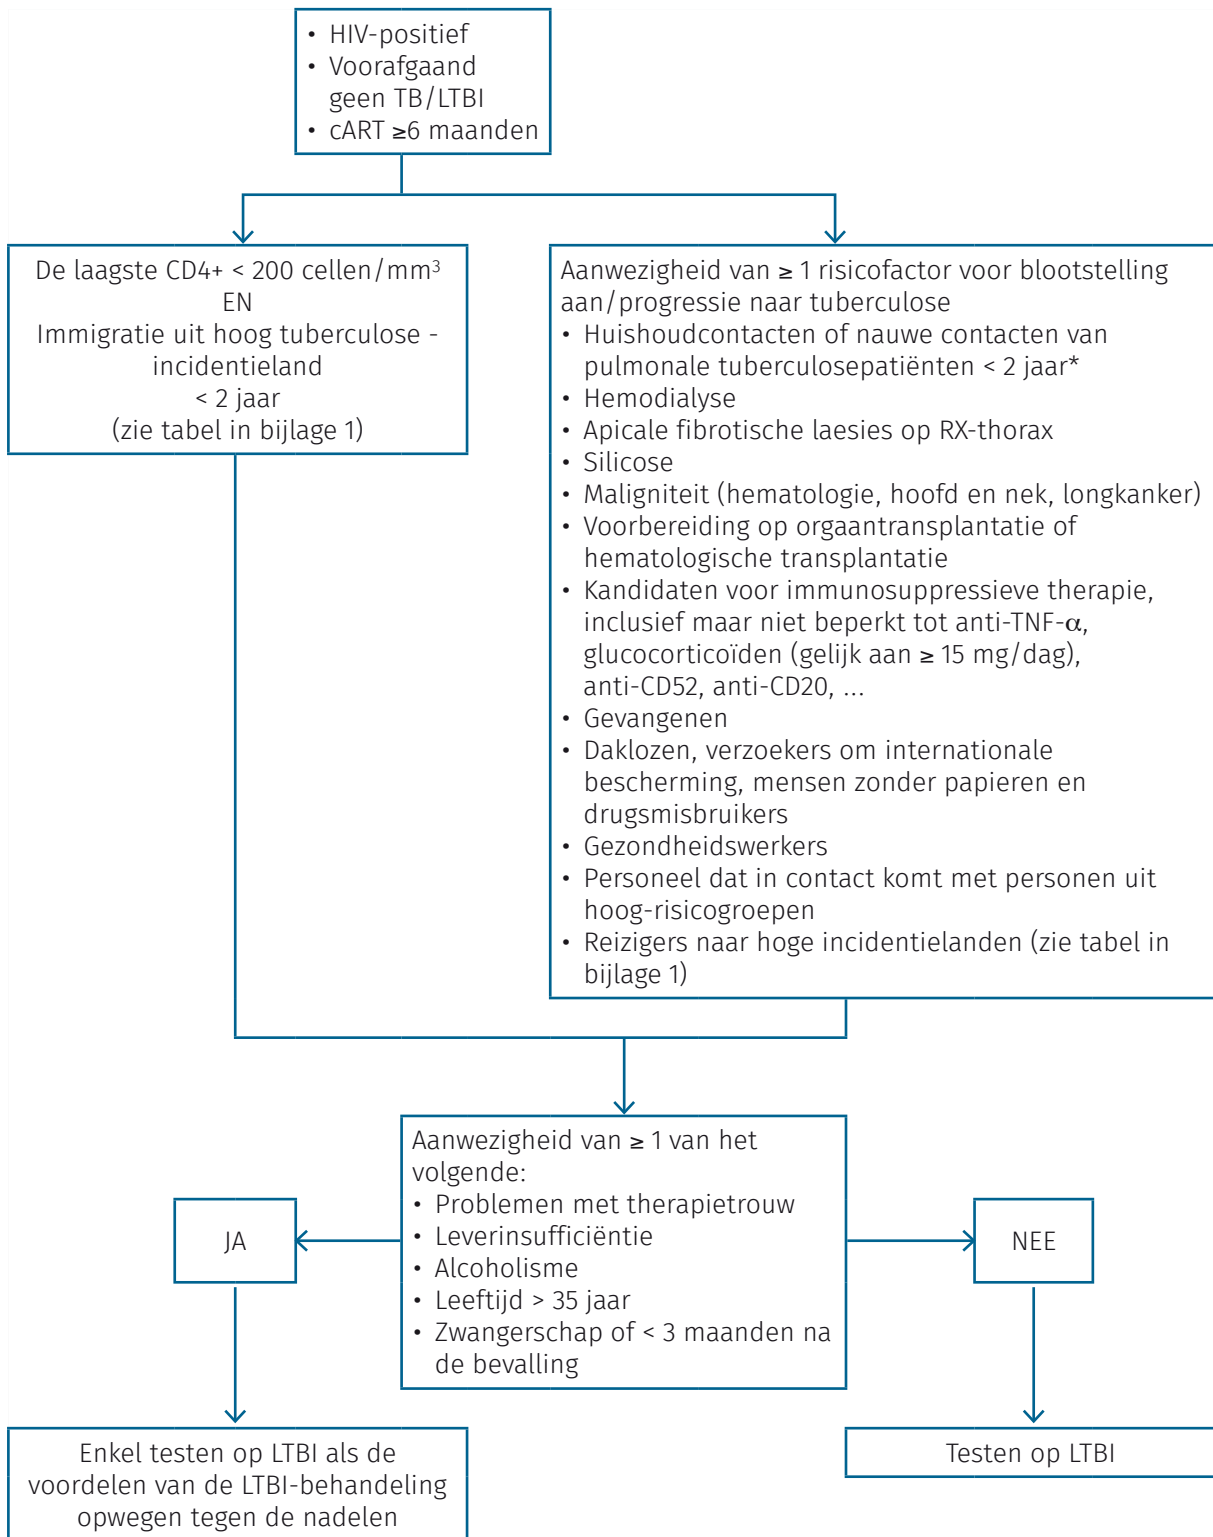 • HIV-positief
• Voorafgaand
geen TB/LTBI
• cART ≥6 maanden
De laagste CD4+ < 200 cellen/mm³
EN
Immigratie uit hoog tuberculose -
incidentieland
< 2 jaar
(zie tabel in bijlage 1)
Aanwezigheid van ≥ 1 risicofactor voor blootstelling
aan/progressie naar tuberculose
• Huishoudcontacten of nauwe contacten van
pulmonale tuberculosepatiënten < 2 jaar*
• Hemodialyse
• Apicale fibrotische laesies op RX-thorax
• Silicose
• Maligniteit (hematologie, hoofd en nek, longkanker)
• Voorbereiding op orgaantransplantatie of
hematologische transplantatie
• Kandidaten voor immunosuppressieve therapie,
inclusief maar niet beperkt tot anti-TNF-α,
glucocorticoïden (gelijk aan ≥ 15 mg/dag),
anti-CD52, anti-CD20, ...
• Gevangenen
• Daklozen, verzoekers om internationale
bescherming, mensen zonder papieren en
drugsmisbruikers
• Gezondheidswerkers
• Personeel dat in contact komt met personen uit
hoog-risicogroepen
• Reizigers naar hoge incidentielanden (zie tabel in
bijlage 1)
Aanwezigheid van ≥ 1 van het
volgende:
• Problemen met therapietrouw
• Leverinsufficiëntie
• Alcoholisme
• Leeftijd > 35 jaar
• Zwangerschap of < 3 maanden na
de bevalling
JA
NEE
Enkel testen op LTBI als de
voordelen van de LTBI-behandeling
opwegen tegen de nadelen
Testen op LTBI